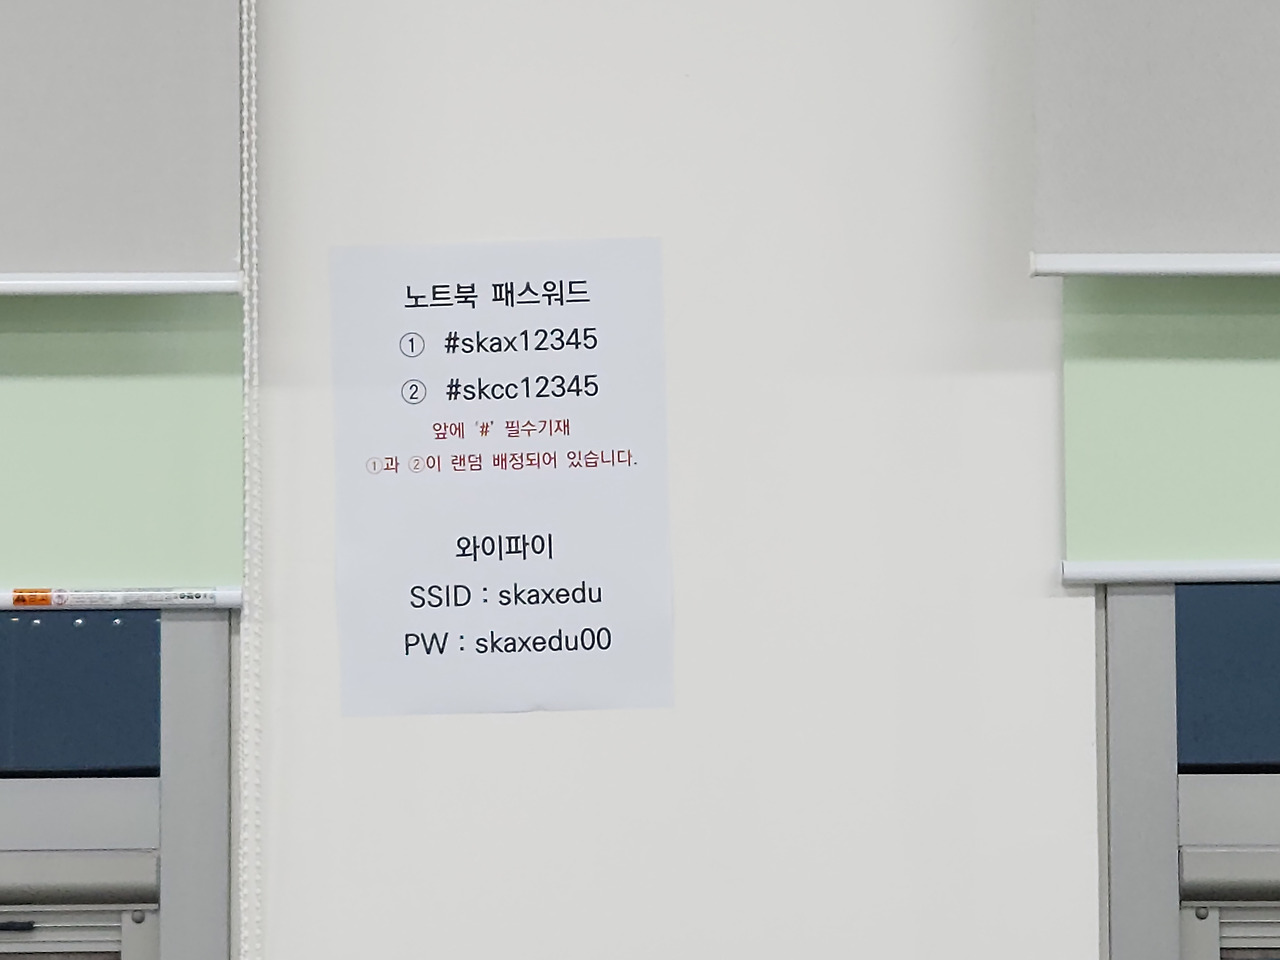 노트북 패스워드
① #skax12345
② #skcc12345
앞에 '#' 필수기재
①과 ②이 랜덤 배정되어 있습니다.
와이파이
SSID : skaxedu
PW : skaxedu00